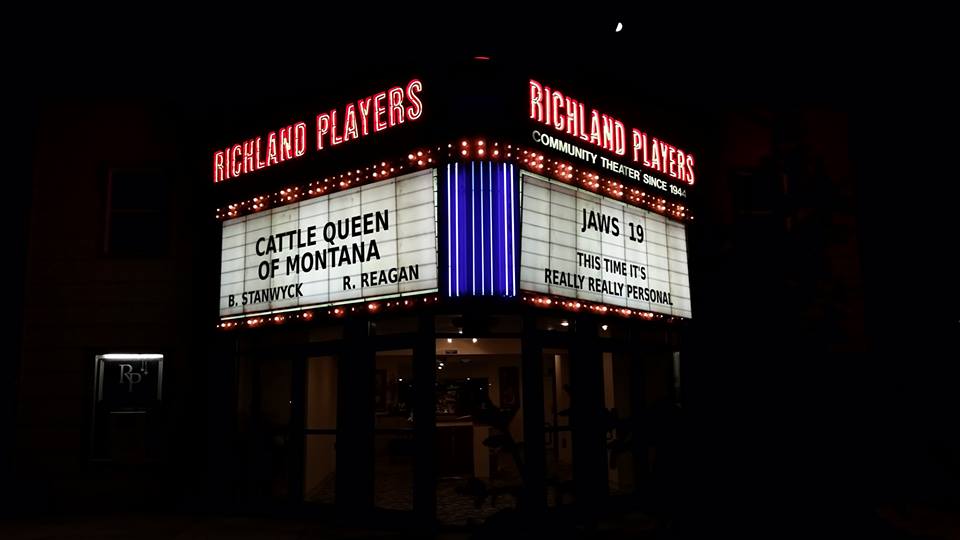 RICHLAND PLAYERS
CATTLE QUEEN
OF MONTANA
B. STANWYCK R. REAGAN
RICHLAND PLAYERS
COMMUNITY THEATER SINCE 1944
JAWS 19
THIS TIME IT'S
REALLY REALLY PERSONAL
RP